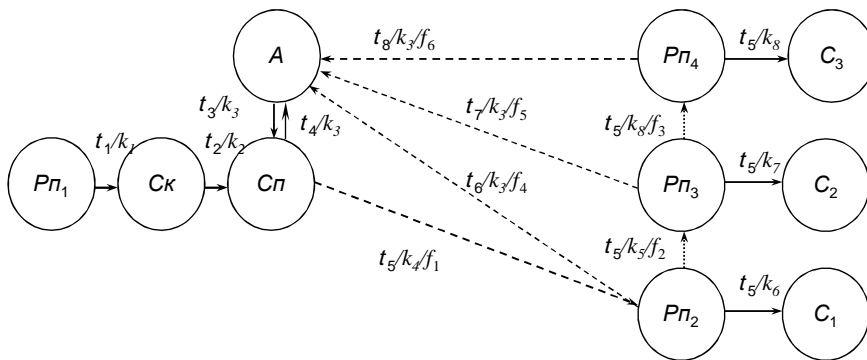 A
t₈/k₃/f₆
Рп₄
t₅/k₈
С₃
t₃/k₃
t₄/k₃
t₇/k₃/f₅
t₅/k₈/f₃
t₁/k₁
t₂/k₂
Рп₁
Ск
Сп
t₆/k₃/f₄
Рп₃
t₅/k₇
С₂
t₅/k₄/f₁
t₅/k₅/f₂
Рп₂
t₅/k₆
С₁